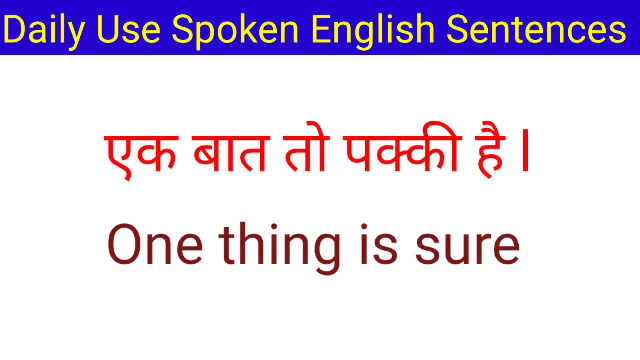 Daily Use Spoken English Sentences
एक बात तो पक्की है l
One thing is sure